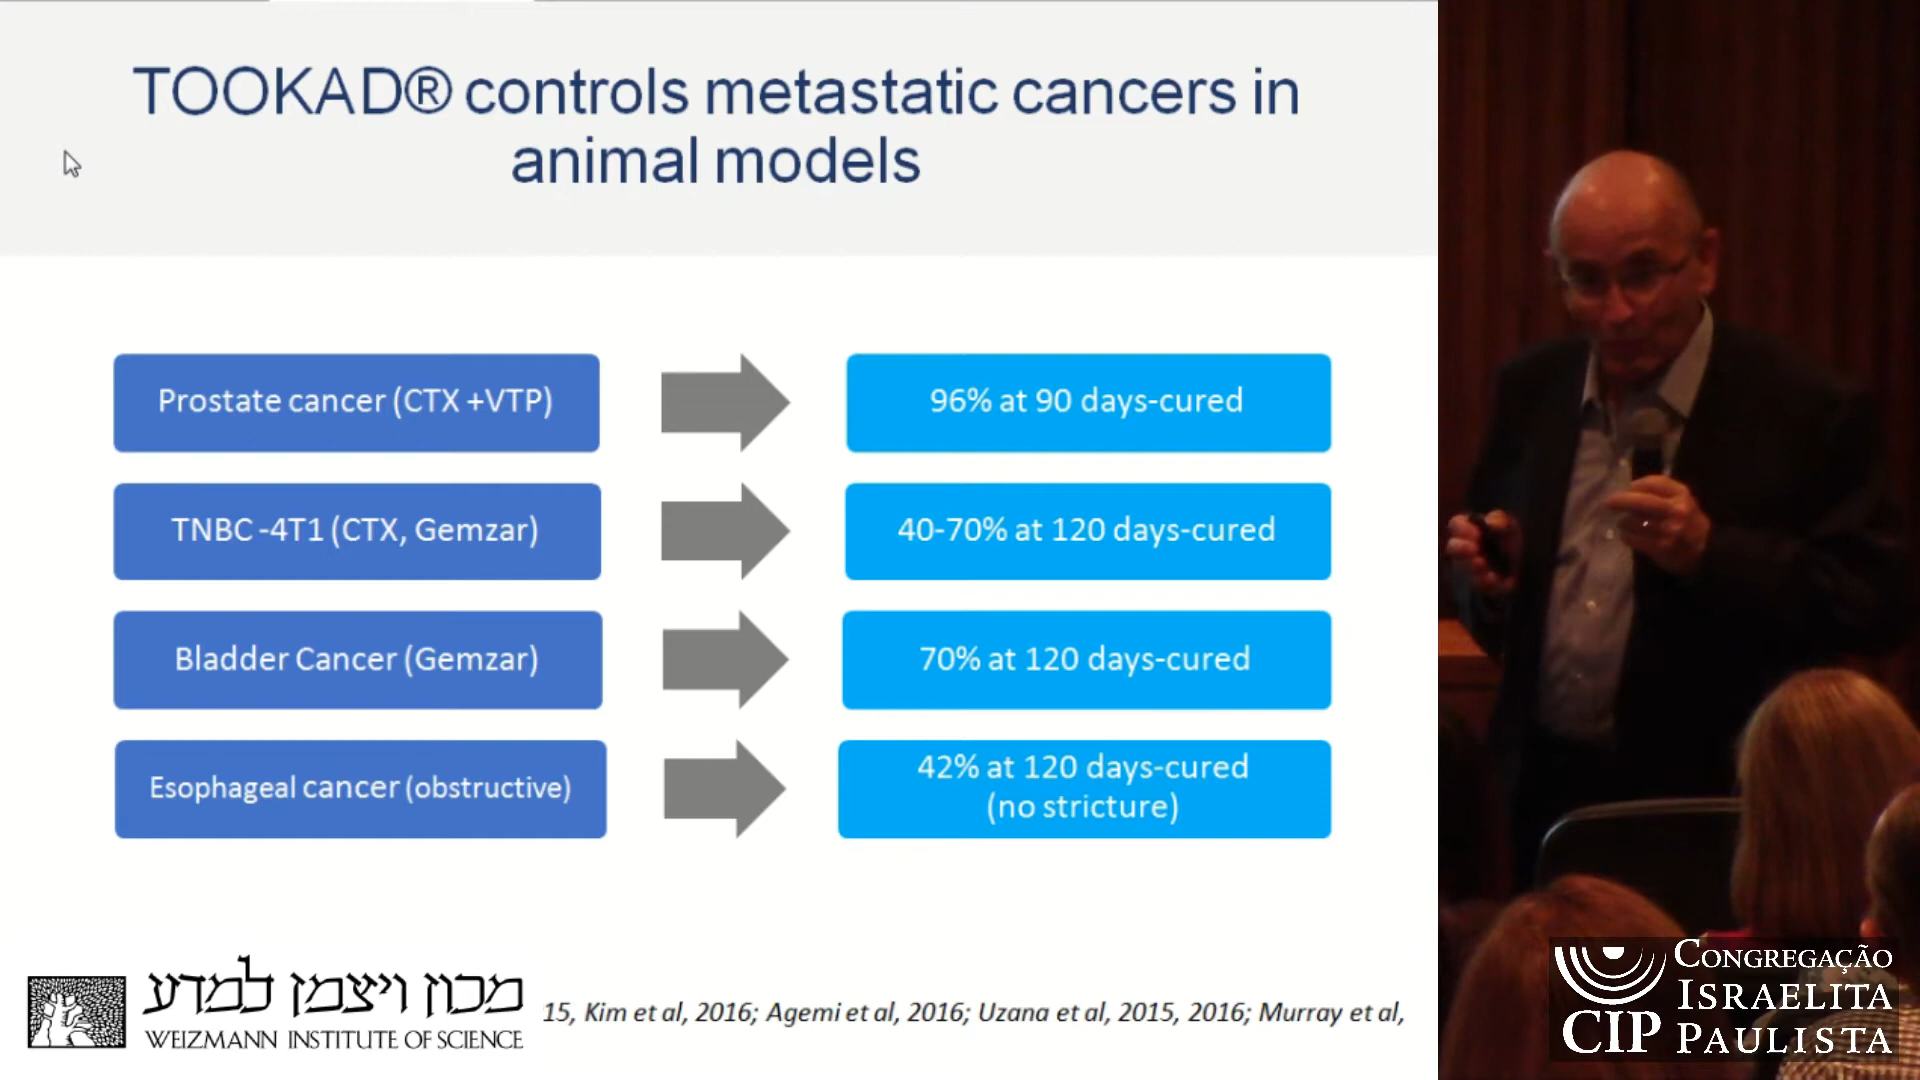 TOOKAD® controls metastatic cancers in
animal models
Prostate cancer (CTX +VTP)
96% at 90 days-cured
TNBC -4T1 (CTX, Gemzar)
40-70% at 120 days-cured
Bladder Cancer (Gemzar)
70% at 120 days-cured
Esophageal cancer (obstructive)
42% at 120 days-cured
(no stricture)
מכון ויצמן למדע
WEIZMANN INSTITUTE OF SCIENCE
15, Kim et al, 2016; Agemi et al, 2016; Uzana et al, 2015, 2016; Murray et al,
CIP
CONGREGAÇÃO
ISRAELITA
PAULISTA